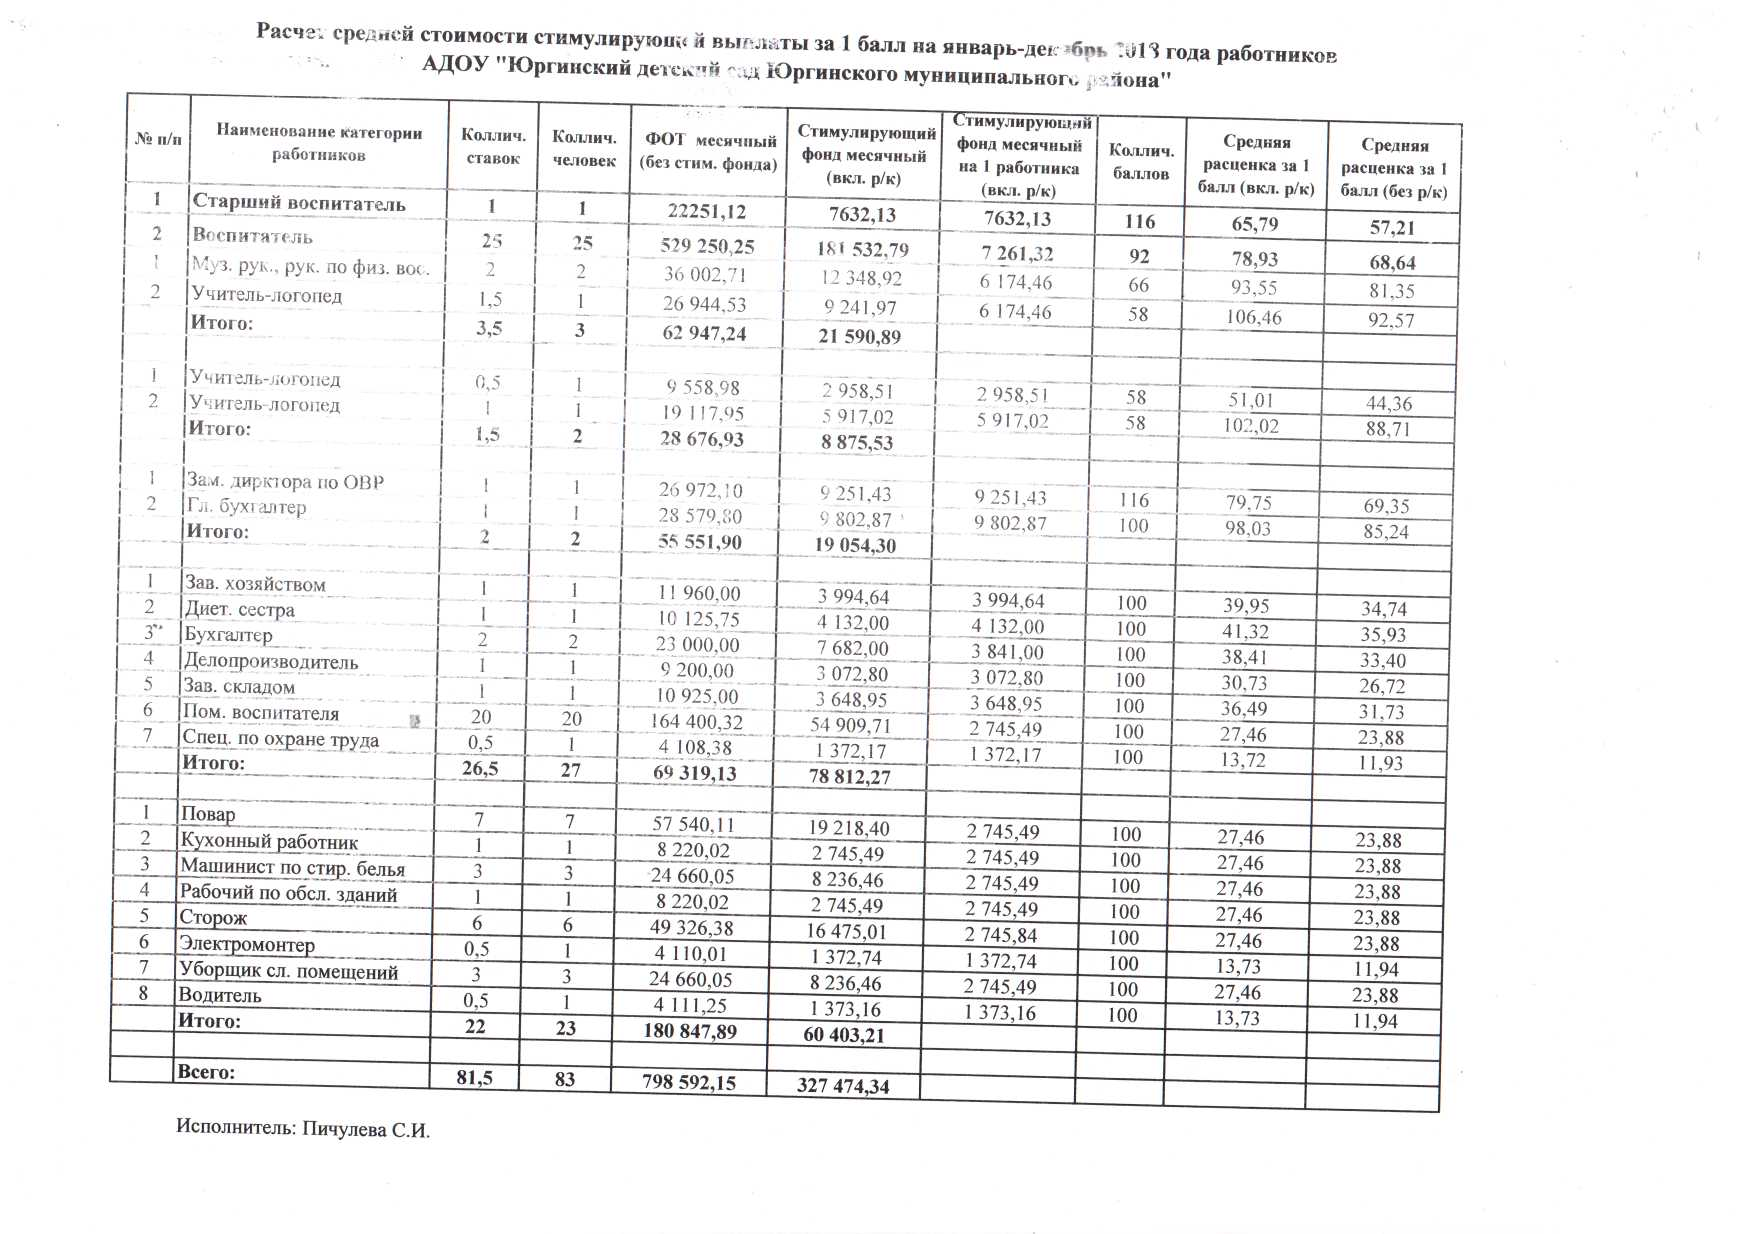 Расчет средней стоимости стимулирующей выплаты за 1 балл на январь-декабрь 2018 года работников
АДОУ "Юргинский детский сад Юргинского муниципального района"
№ п/п Наименование категории работников Коллич. ставок Коллич. человек ФОТ месячный (без стим. фонда) Стимулирующий фонд месячный (вкл. р/к) Стимулирующий фонд месячный на 1 работника (вкл. р/к) Коллич. баллов Средняя расценка за 1 балл (вкл. р/к) Средняя расценка за 1 балл (без р/к)
1 Старший воспитатель 1 1 22251,12 7632,13 7632,13 116 65,79 57,21
2 Воспитатель 25 25 529 250,25 181 532,79 7 261,32 92 78,93 68,64
1 Муз. рук., рук. по физ. вос. 2 2 36 002,71 12 348,92 6 174,46 66 93,55 81,35
2 Учитель-логопед 1,5 1 26 944,53 9 241,97 6 174,46 58 106,46 92,57
Итого: 3,5 3 62 947,24 21 590,89
1 Учитель-логопед 0,5 1 9 558,98 2 958,51 2 958,51 58 51,01 44,36
2 Учитель-логопед 1 1 19 117,95 5 917,02 5 917,02 58 102,02 88,71
Итого: 1,5 2 28 676,93 8 875,53
1 Зам. дирктора по ОВР 1 1 26 972,10 9 251,43 9 251,43 116 79,75 69,35
2 Гл. бухгалтер 1 1 28 579,80 9 802,87 9 802,87 100 98,03 85,24
Итого: 2 2 55 551,90 19 054,30
1 Зав. хозяйством 1 1 11 960,00 3 994,64 3 994,64 100 39,95 34,74
2 Диет. сестра 1 1 10 125,75 4 132,00 4 132,00 100 41,32 35,93
3 Бухгалтер 2 2 23 000,00 7 682,00 3 841,00 100 38,41 33,40
4 Делопроизводитель 1 1 9 200,00 3 072,80 3 072,80 100 30,73 26,72
5 Зав. складом 1 1 10 925,00 3 648,95 3 648,95 100 36,49 31,73
6 Пом. воспитателя 20 20 164 400,32 54 909,71 2 745,49 100 27,46 23,88
7 Спец. по охране труда 0,5 1 4 108,38 1 372,17 1 372,17 100 13,72 11,93
Итого: 26,5 27 69 319,13 78 812,27
1 Повар 7 7 57 540,11 19 218,40 2 745,49 100 27,46 23,88
2 Кухонный работник 1 1 8 220,02 2 745,49 2 745,49 100 27,46 23,88
3 Машинист по стир. белья 3 3 24 660,05 8 236,46 2 745,49 100 27,46 23,88
4 Рабочий по обсл. зданий 1 1 8 220,02 2 745,49 2 745,49 100 27,46 23,88
5 Сторож 6 6 49 326,38 16 475,01 2 745,84 100 27,46 23,88
6 Электромонтер 0,5 1 4 110,01 1 372,74 1 372,74 100 13,73 11,94
7 Уборщик сл. помещений 3 3 24 660,05 8 236,46 2 745,49 100 27,46 23,88
8 Водитель 0,5 1 4 111,25 1 373,16 1 373,16 100 13,73 11,94
Итого: 22 23 180 847,89 60 403,21
Всего: 81,5 83 798 592,15 327 474,34
Исполнитель: Пичулева С.И.